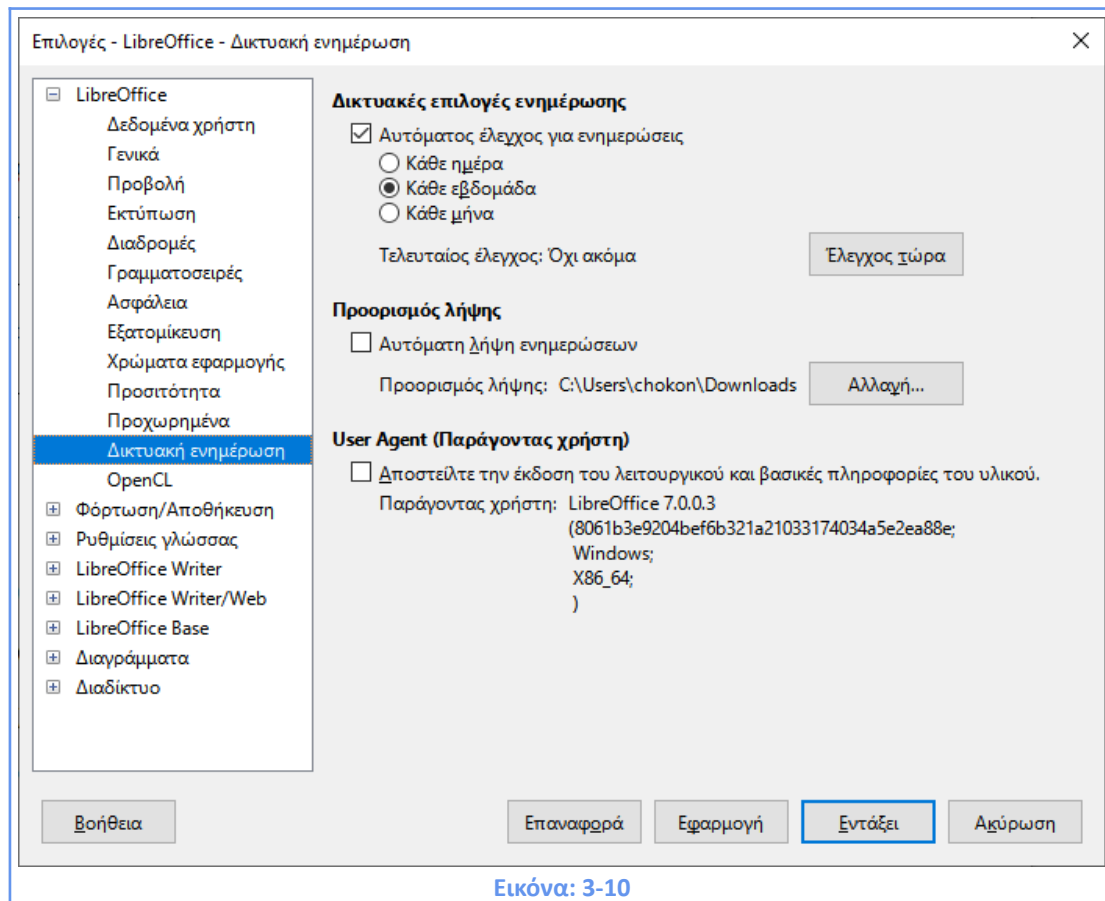 Επιλογές - LibreOffice - Δικτυακή ενημέρωση
LibreOffice
Δεδομένα χρήστη
Γενικά
Προβολή
Εκτύπωση
Διαδρομές
Γραμματοσειρές
Ασφάλεια
Εξατομίκευση
Χρώματα εφαρμογής
Προσιτότητα
Προχωρημένα
Δικτυακή ενημέρωση
OpenCL
Φόρτωση/Αποθήκευση
Ρυθμίσεις γλώσσας
LibreOffice Writer
LibreOffice Writer/Web
LibreOffice Base
Διαγράμματα
Διαδίκτυο
Δικτυακές επιλογές ενημέρωσης
Αυτόματος έλεγχος για ενημερώσεις
Κάθε ημέρα
Κάθε εβδομάδα
Κάθε μήνα
Τελευταίος έλεγχος: Όχι ακόμα
Έλεγχος τώρα
Προορισμός λήψης
Αυτόματη λήψη ενημερώσεων
Προορισμός λήψης: C:\Users\chokon\Downloads
Αλλαγή...
User Agent (Παράγοντας χρήστη)
Αποστείλτε την έκδοση του λειτουργικού και βασικές πληροφορίες του υλικού.
Παράγοντας χρήστη: LibreOffice 7.0.0.3
(8061b3e9204bef6b321a21033174034a5e2ea88e;
Windows;
X86_64;
)
Βοήθεια
Επαναφορά
Εφαρμογή
Εντάξει
Ακύρωση
Εικόνα: 3-10